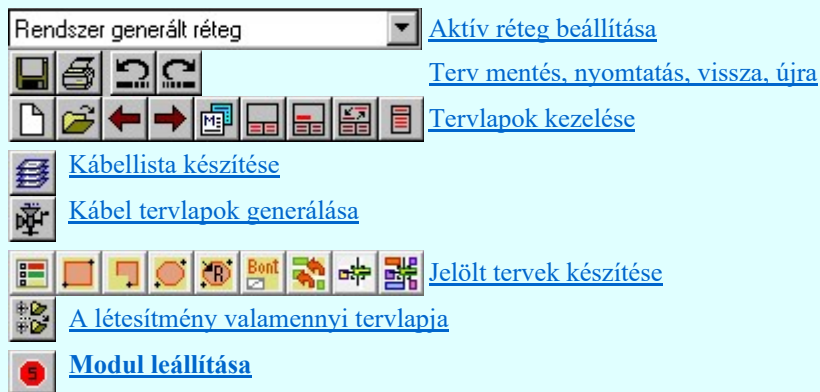 Rendszer generált réteg Aktív réteg beállítása
Terv mentés, nyomtatás, vissza, újra
Tervlapok kezelése
Kábellista készítése
Kábel tervlapok generálása
R Bont Jelölt tervek készítése
A létesítmény valamennyi tervlapja
Modul leállítása